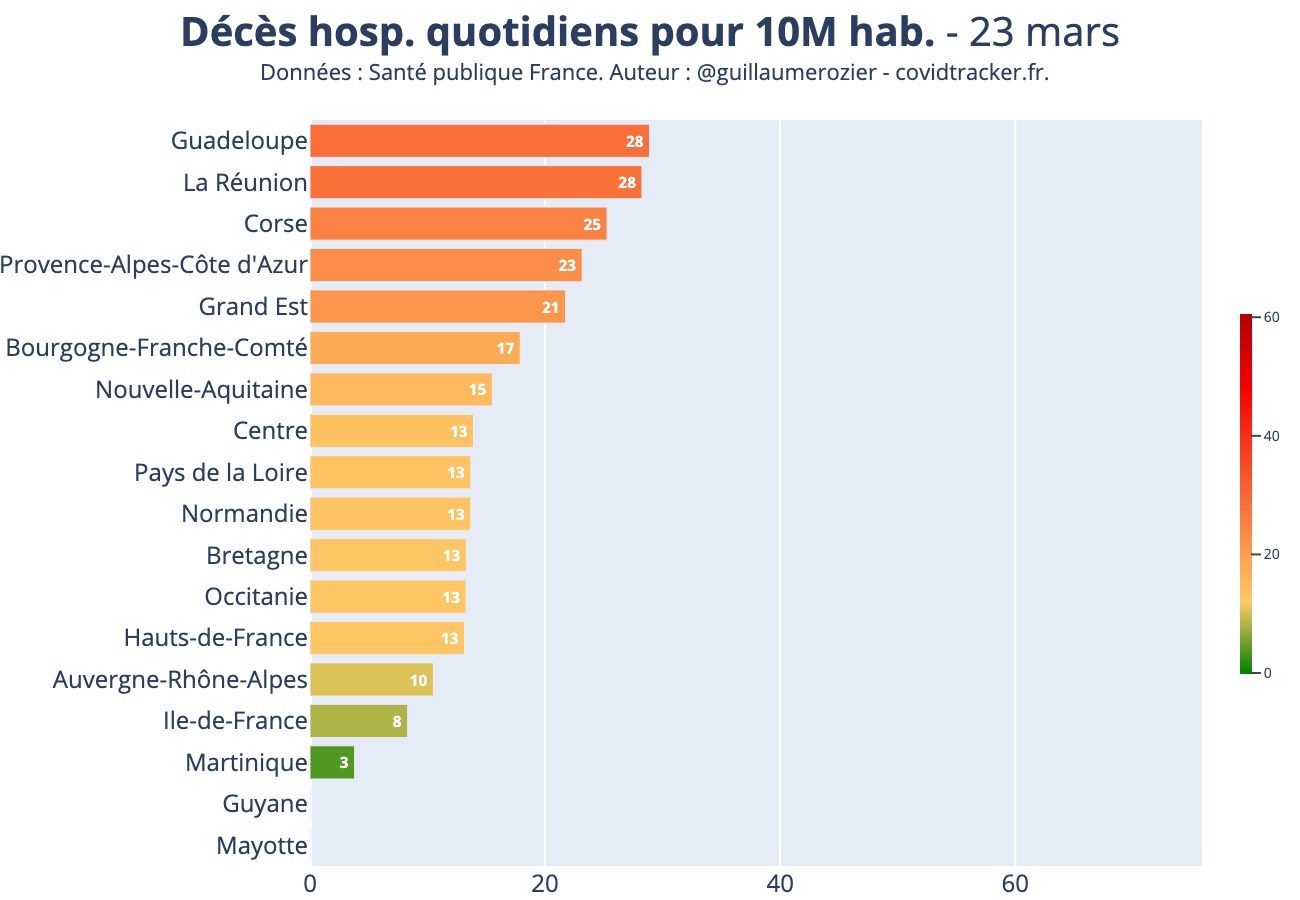 Décès hosp. quotidiens pour 10M hab. - 23 mars
Données : Santé publique France. Auteur : @guillaumerozier - covidtracker.fr.
Guadeloupe 28
La Réunion 28
Corse 25
Provence-Alpes-Côte d'Azur 23
Grand Est 21
60
Bourgogne-Franche-Comté 17
Nouvelle-Aquitaine 15
Centre 13
40
Pays de la Loire 13
Normandie 13
Bretagne 13
20
Occitanie 13
Hauts-de-France 13
Auvergne-Rhône-Alpes 10
0
Ile-de-France 8
Martinique 3
Guyane
Mayotte
0 20 40 60